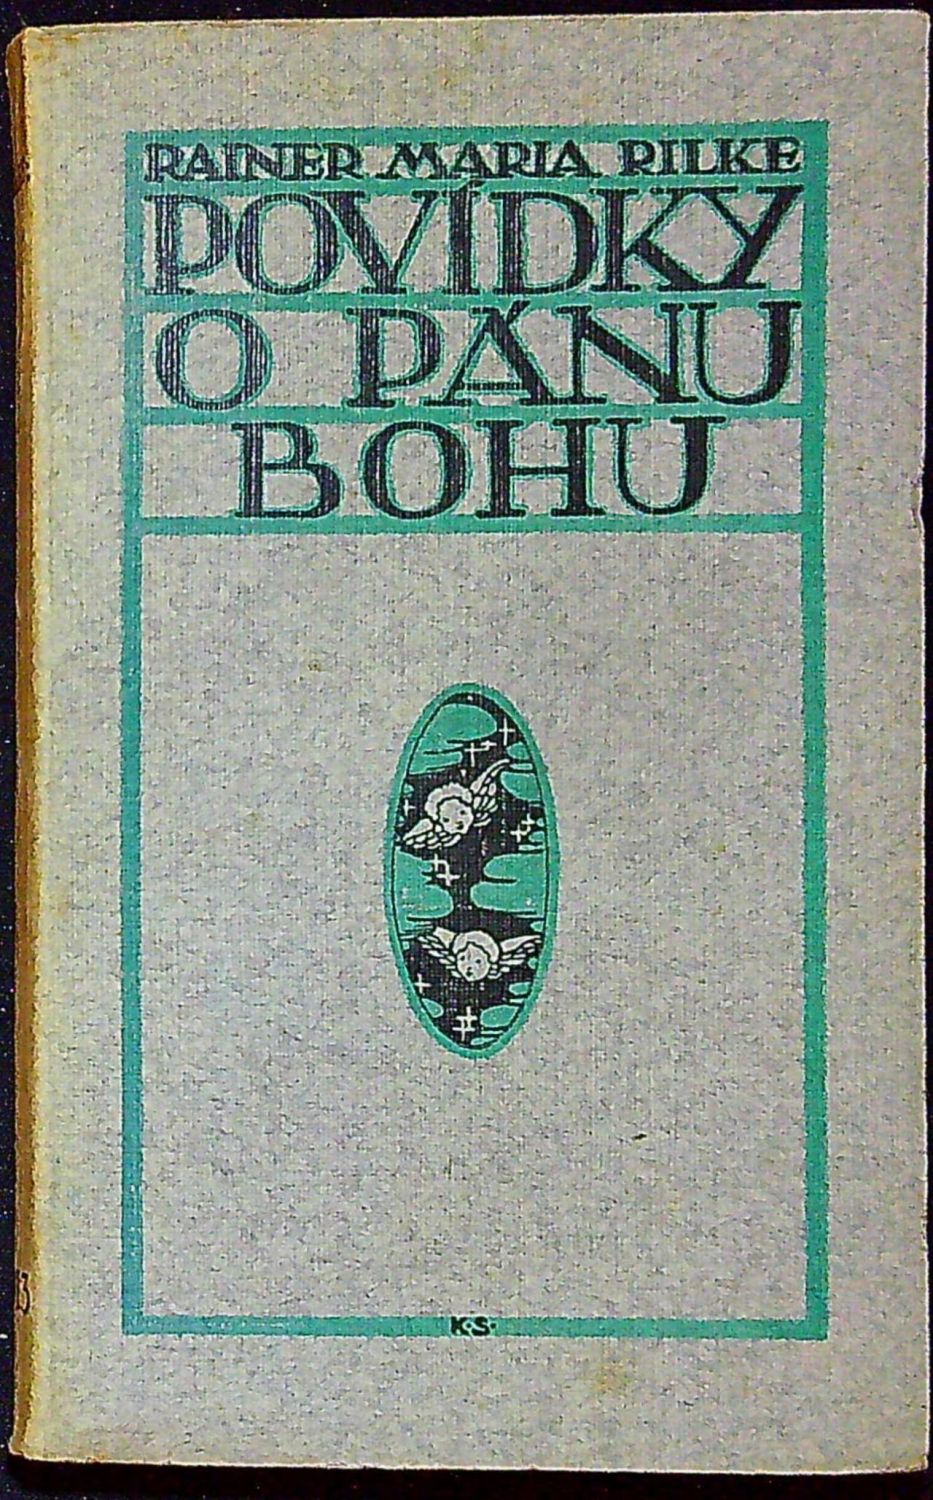 RAINER MARIA RILKE
POVÍDKY
O PÁNU
BOHU
K·S·